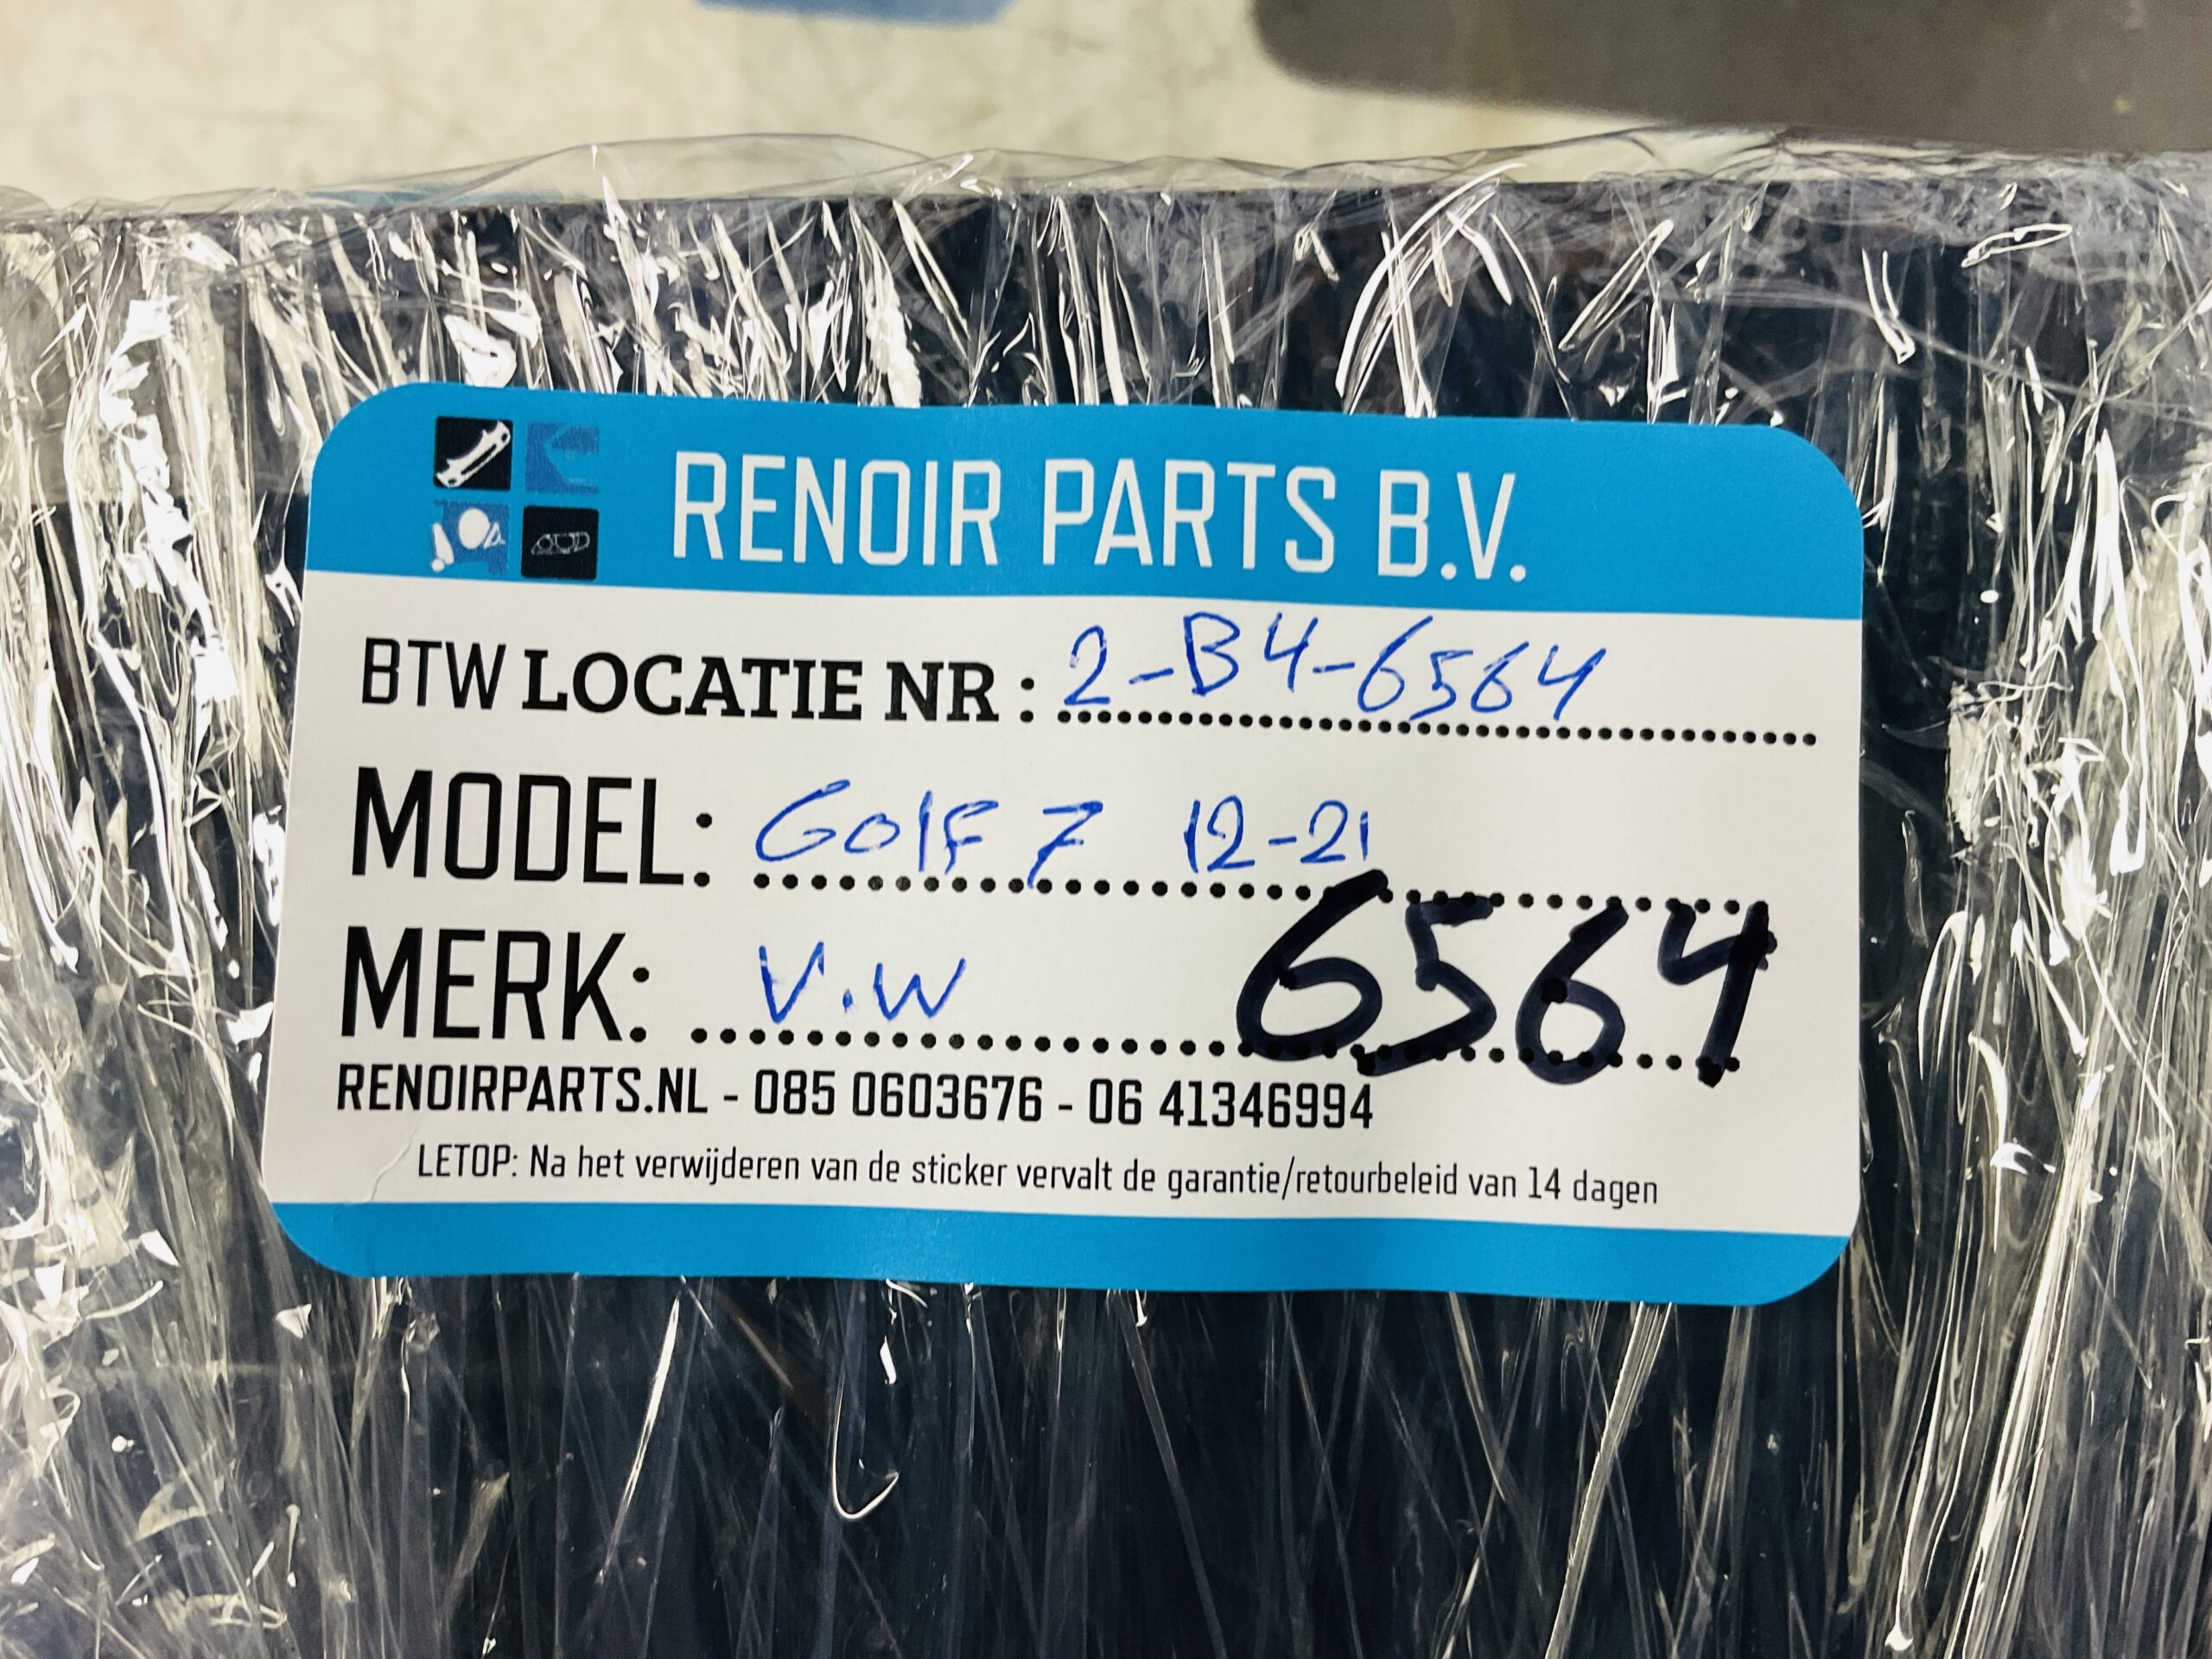 RENOIR PARTS B.V.
BTW LOCATIE NR : 2-B4-6564
MODEL: GolF 7 12-21
MERK: V.W 6564
RENOIRPARTS.NL - 085 0603676 - 06 41346994
LETOP: Na het verwijderen van de sticker vervalt de garantie/retourbeleid van 14 dagen